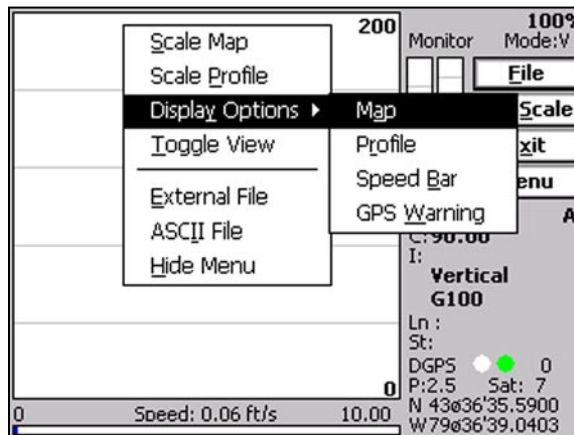 200
100%
Monitor Mode:V
Scale Map
Scale Profile
Display Options
Toggle View
External File
ASCII File
Hide Menu
Map
Profile
Speed Bar
GPS Warning
File
Scale
xit
enu
A
C:90.00
I:
Vertical
G100
Ln :
St:
DGPS 0
P:2.5 Sat: 7
N 43ø36'35.5900
W79ø36'39.0403
0
0 Speed: 0.06 ft/s 10.00